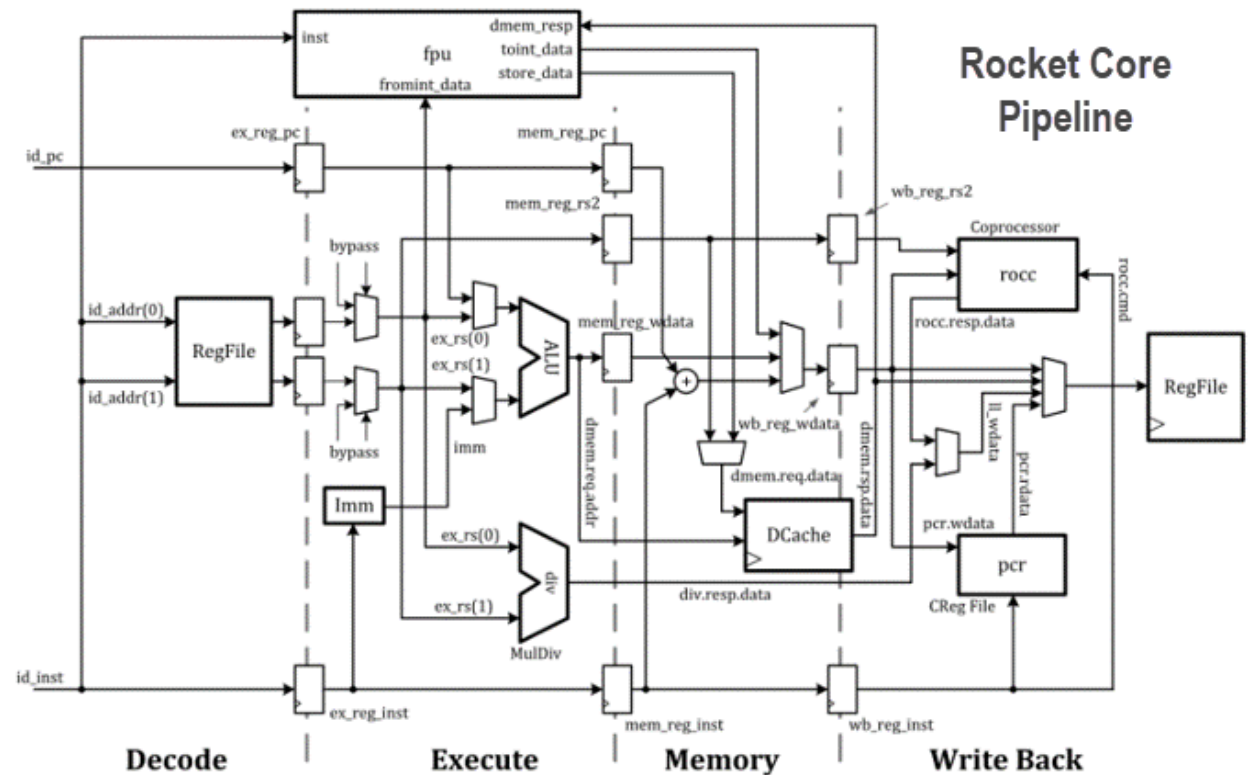 Rocket Core
Pipeline
inst
fpu
fromint_data
dmem_resp
toint_data
store_data
id_pc
ex_reg_pc
mem_reg_pc
mem_reg_rs2
wb_reg_rs2
bypass
id_addr(0)
RegFile
id_addr(1)
bypass
ex_rs(0)
ex_rs(1)
imm
ALU
mem_reg_wdata
+
wb_reg_wdata
Coprocessor
rocc
rocc.resp.data
rocc.cmd
RegFile
Imm
ex_rs(0)
ex_rs(1)
div
MulDiv
dmem.req.addr
dmem.req.data
DCache
dmem.rsp.data
div.resp.data
ll_wdata
pcr.rdata
pcr.wdata
pcr
CReg File
id_inst
ex_reg_inst
mem_reg_inst
wb_reg_inst
Decode
Execute
Memory
Write Back